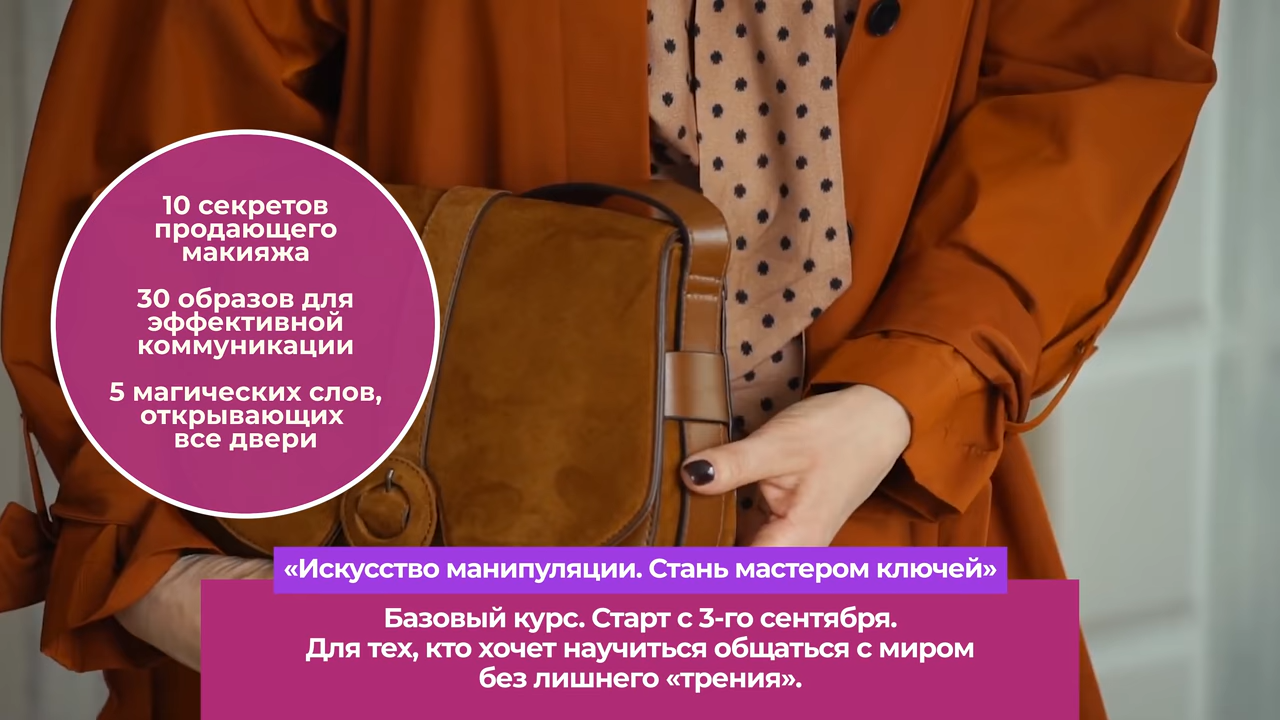 10 секретов
продающего
макияжа
30 образов для
эффективной
коммуникации
5 магических слов,
открывающих
все двери
«Искусство манипуляции. Стань мастером ключей»
Базовый курс. Старт с 3-го сентября.
Для тех, кто хочет научиться общаться с миром
без лишнего «трения».